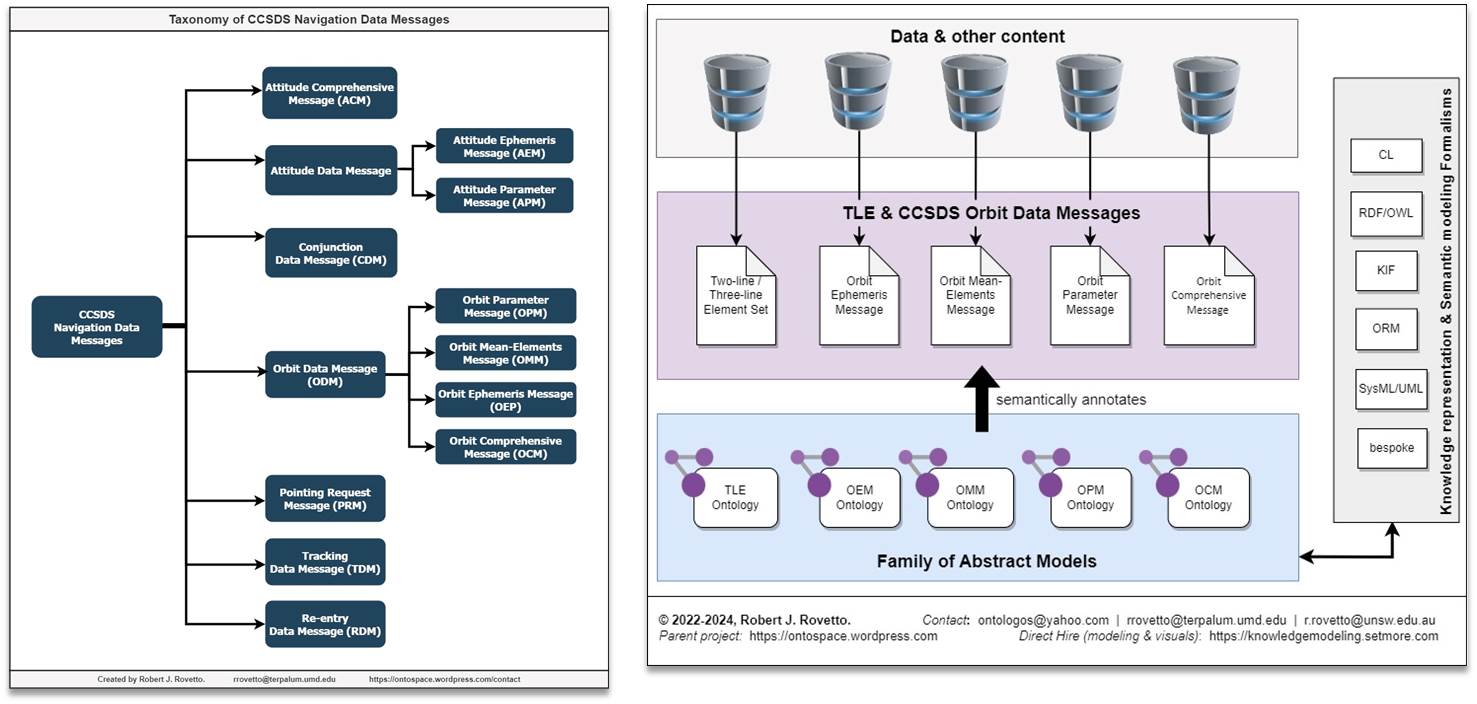 Taxonomy of CCSDS Navigation Data Messages
CCSDS
Navigation Data
Messages
Attitude Comprehensive
Message (ACM)
Attitude Data Message
Attitude Ephemeris
Message (AEM)
Attitude Parameter
Message (APM)
Conjunction
Data Message (CDM)
Orbit Data Message
(ODM)
Orbit Parameter
Message (OPM)
Orbit Mean-Elements
Message (OMM)
Orbit Ephemeris Message
(OEP)
Orbit Comprehensive
Message (OCM)
Pointing Request
Message (PRM)
Tracking
Data Message (TDM)
Re-entry
Data Message (RDM)
Created by Robert J. Rovetto. rrovetto@terpalum.umd.edu https://ontospace.wordpress.com/contact
Data & other content
TLE & CCSDS Orbit Data Messages
Two-line /
Three-line
Element Set
Orbit
Ephemeris
Message
Orbit Mean-
Elements
Message
Orbit
Parameter
Message
Orbit
Comprehensive
Message
semantically annotates
TLE
Ontology
OEM
Ontology
OMM
Ontology
OPM
Ontology
OCM
Ontology
Family of Abstract Models
Knowledge representation & Semantic modeling Formalisms
CL
RDF/OWL
KIF
ORM
SysML/UML
bespoke
© 2022-2024, Robert J. Rovetto. Contact: ontologos@yahoo.com | rrovetto@terpalum.umd.edu | r.rovetto@unsw.edu.au
Parent project: https://ontospace.wordpress.com Direct Hire (modeling & visuals): https://knowledgemodeling.setmore.com